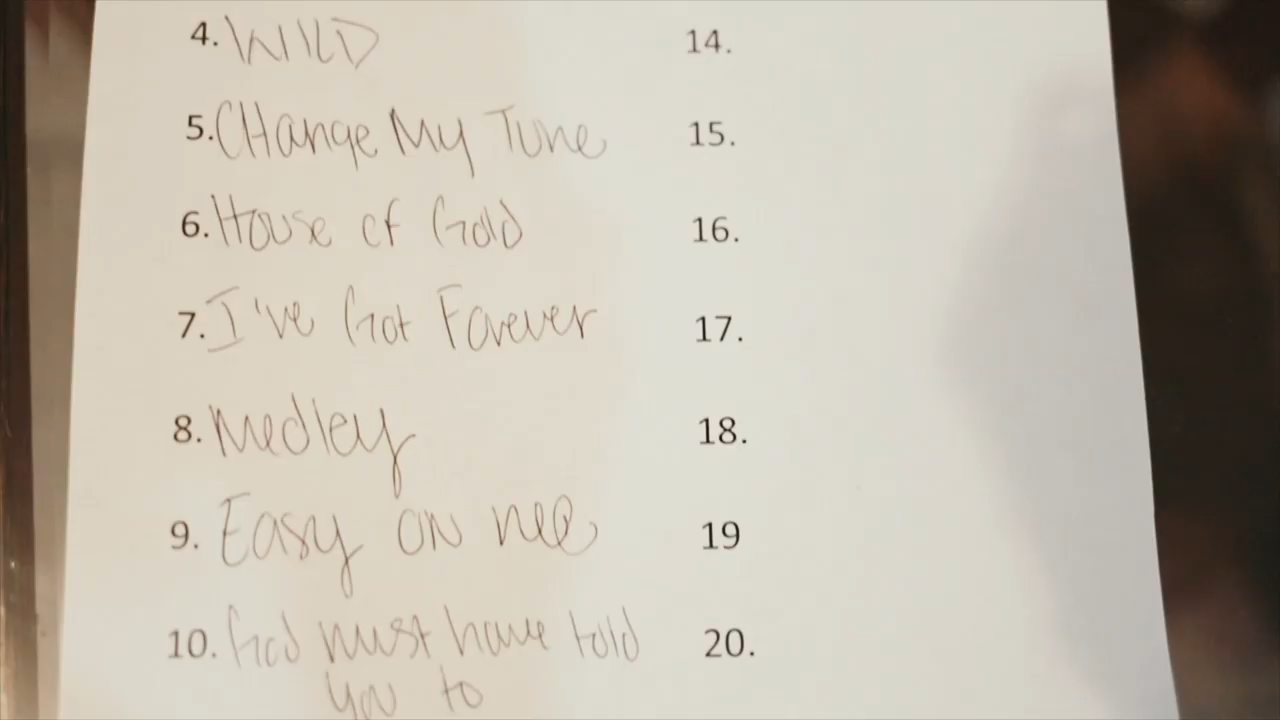 4. WILD
5. CHange My Tune
6. House of Gold
7. I've Got Forever
8. Medley
9. Easy on me
10. God must have told
you to
14.
15.
16.
17.
18.
19
20.